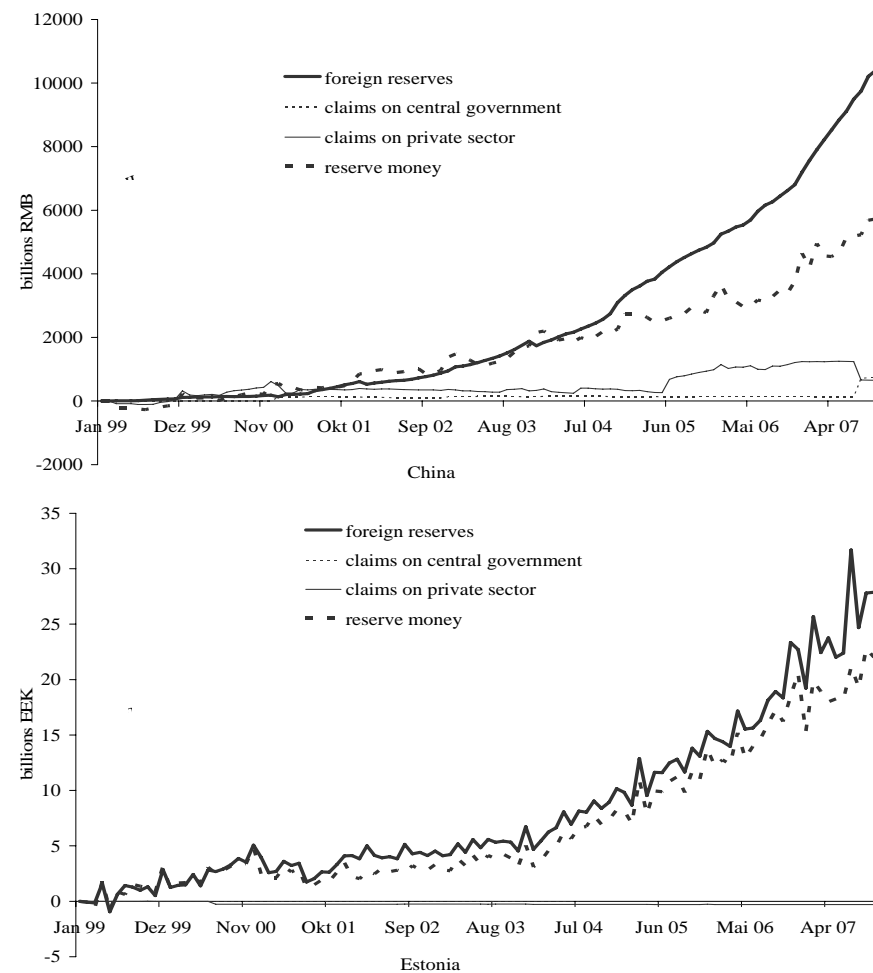 12000
10000
8000
6000
4000
2000
0
-2000
billions RMB
foreign reserves
claims on central government
claims on private sector
reserve money
Jan 99 Dez 99 Nov 00 Okt 01 Sep 02 Aug 03 Jul 04 Jun 05 Mai 06 Apr 07
China
35
30
25
20
15
10
5
0
-5
billions EEK
foreign reserves
claims on central government
claims on private sector
reserve money
Jan 99 Dez 99 Nov 00 Okt 01 Sep 02 Aug 03 Jul 04 Jun 05 Mai 06 Apr 07
Estonia